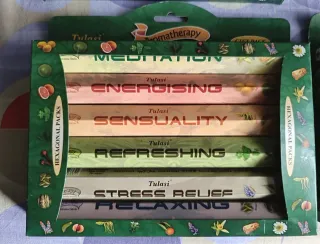 Tulasi
Aromatherapy
MEDITATION
Tulasi
ENERGISING
Tulasi
SENSUALITY
HEXAGONAL PACKS
HEXAGONAL PACKS
Tulasi
REFRESHING
Tulasi
STRESS RELIEF
RELAXING